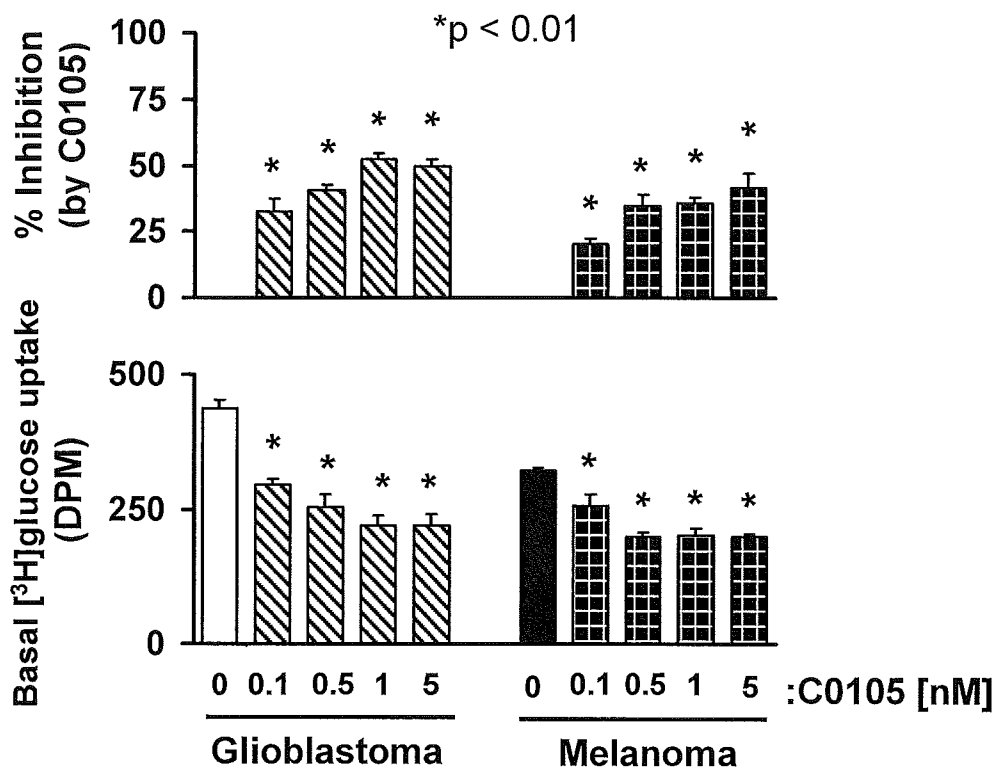 *p < 0.01
% Inhibition
(by C0105)
100
75
50
25
0
* * * * * * * *
Basal [³H]glucose uptake
(DPM)
500
250
0
* * * * * * * *
0 0.1 0.5 1 5 0 0.1 0.5 1 5 :C0105 [nM]
Glioblastoma Melanoma